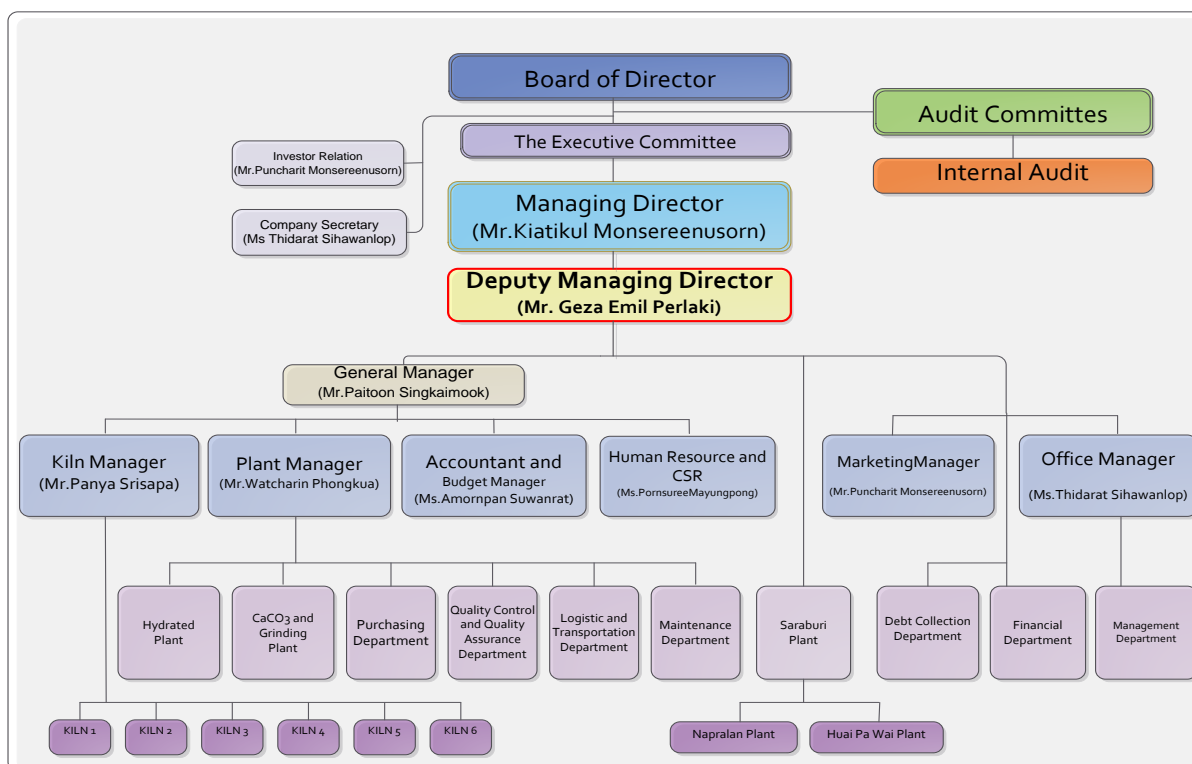 Board of Director
Audit Committes
The Executive Committee
Investor Relation
(Mr.Puncharit Monsereenusorn)
Internal Audit
Managing Director
(Mr.Kiatikul Monsereenusorn)
Company Secretary
(Ms Thidarat Sihawanlop)
Deputy Managing Director
(Mr. Geza Emil Perlaki)
General Manager
(Mr.Paitoon Singkaimook)
Kiln Manager
(Mr.Panya Srisapa)
Plant Manager
(Mr.Watcharin Phongkua)
Accountant and
Budget Manager
(Ms.Amornpan Suwanrat)
Human Resource and
CSR
(Ms.PornsureeMayungpong)
MarketingManager
(Mr.Puncharit Monsereenusorn)
Office Manager
(Ms.Thidarat Sihawanlop)
Hydrated
Plant
CaCO3 and
Grinding
Plant
Purchasing
Department
Quality Control
and Quality
Assurance
Department
Logistic and
Transportation
Department
Maintenance
Department
Saraburi
Plant
Debt Collection
Department
Financial
Department
Management
Department
KILN 1
KILN 2
KILN 3
KILN 4
KILN 5
KILN 6
Napralan Plant
Huai Pa Wai Plant